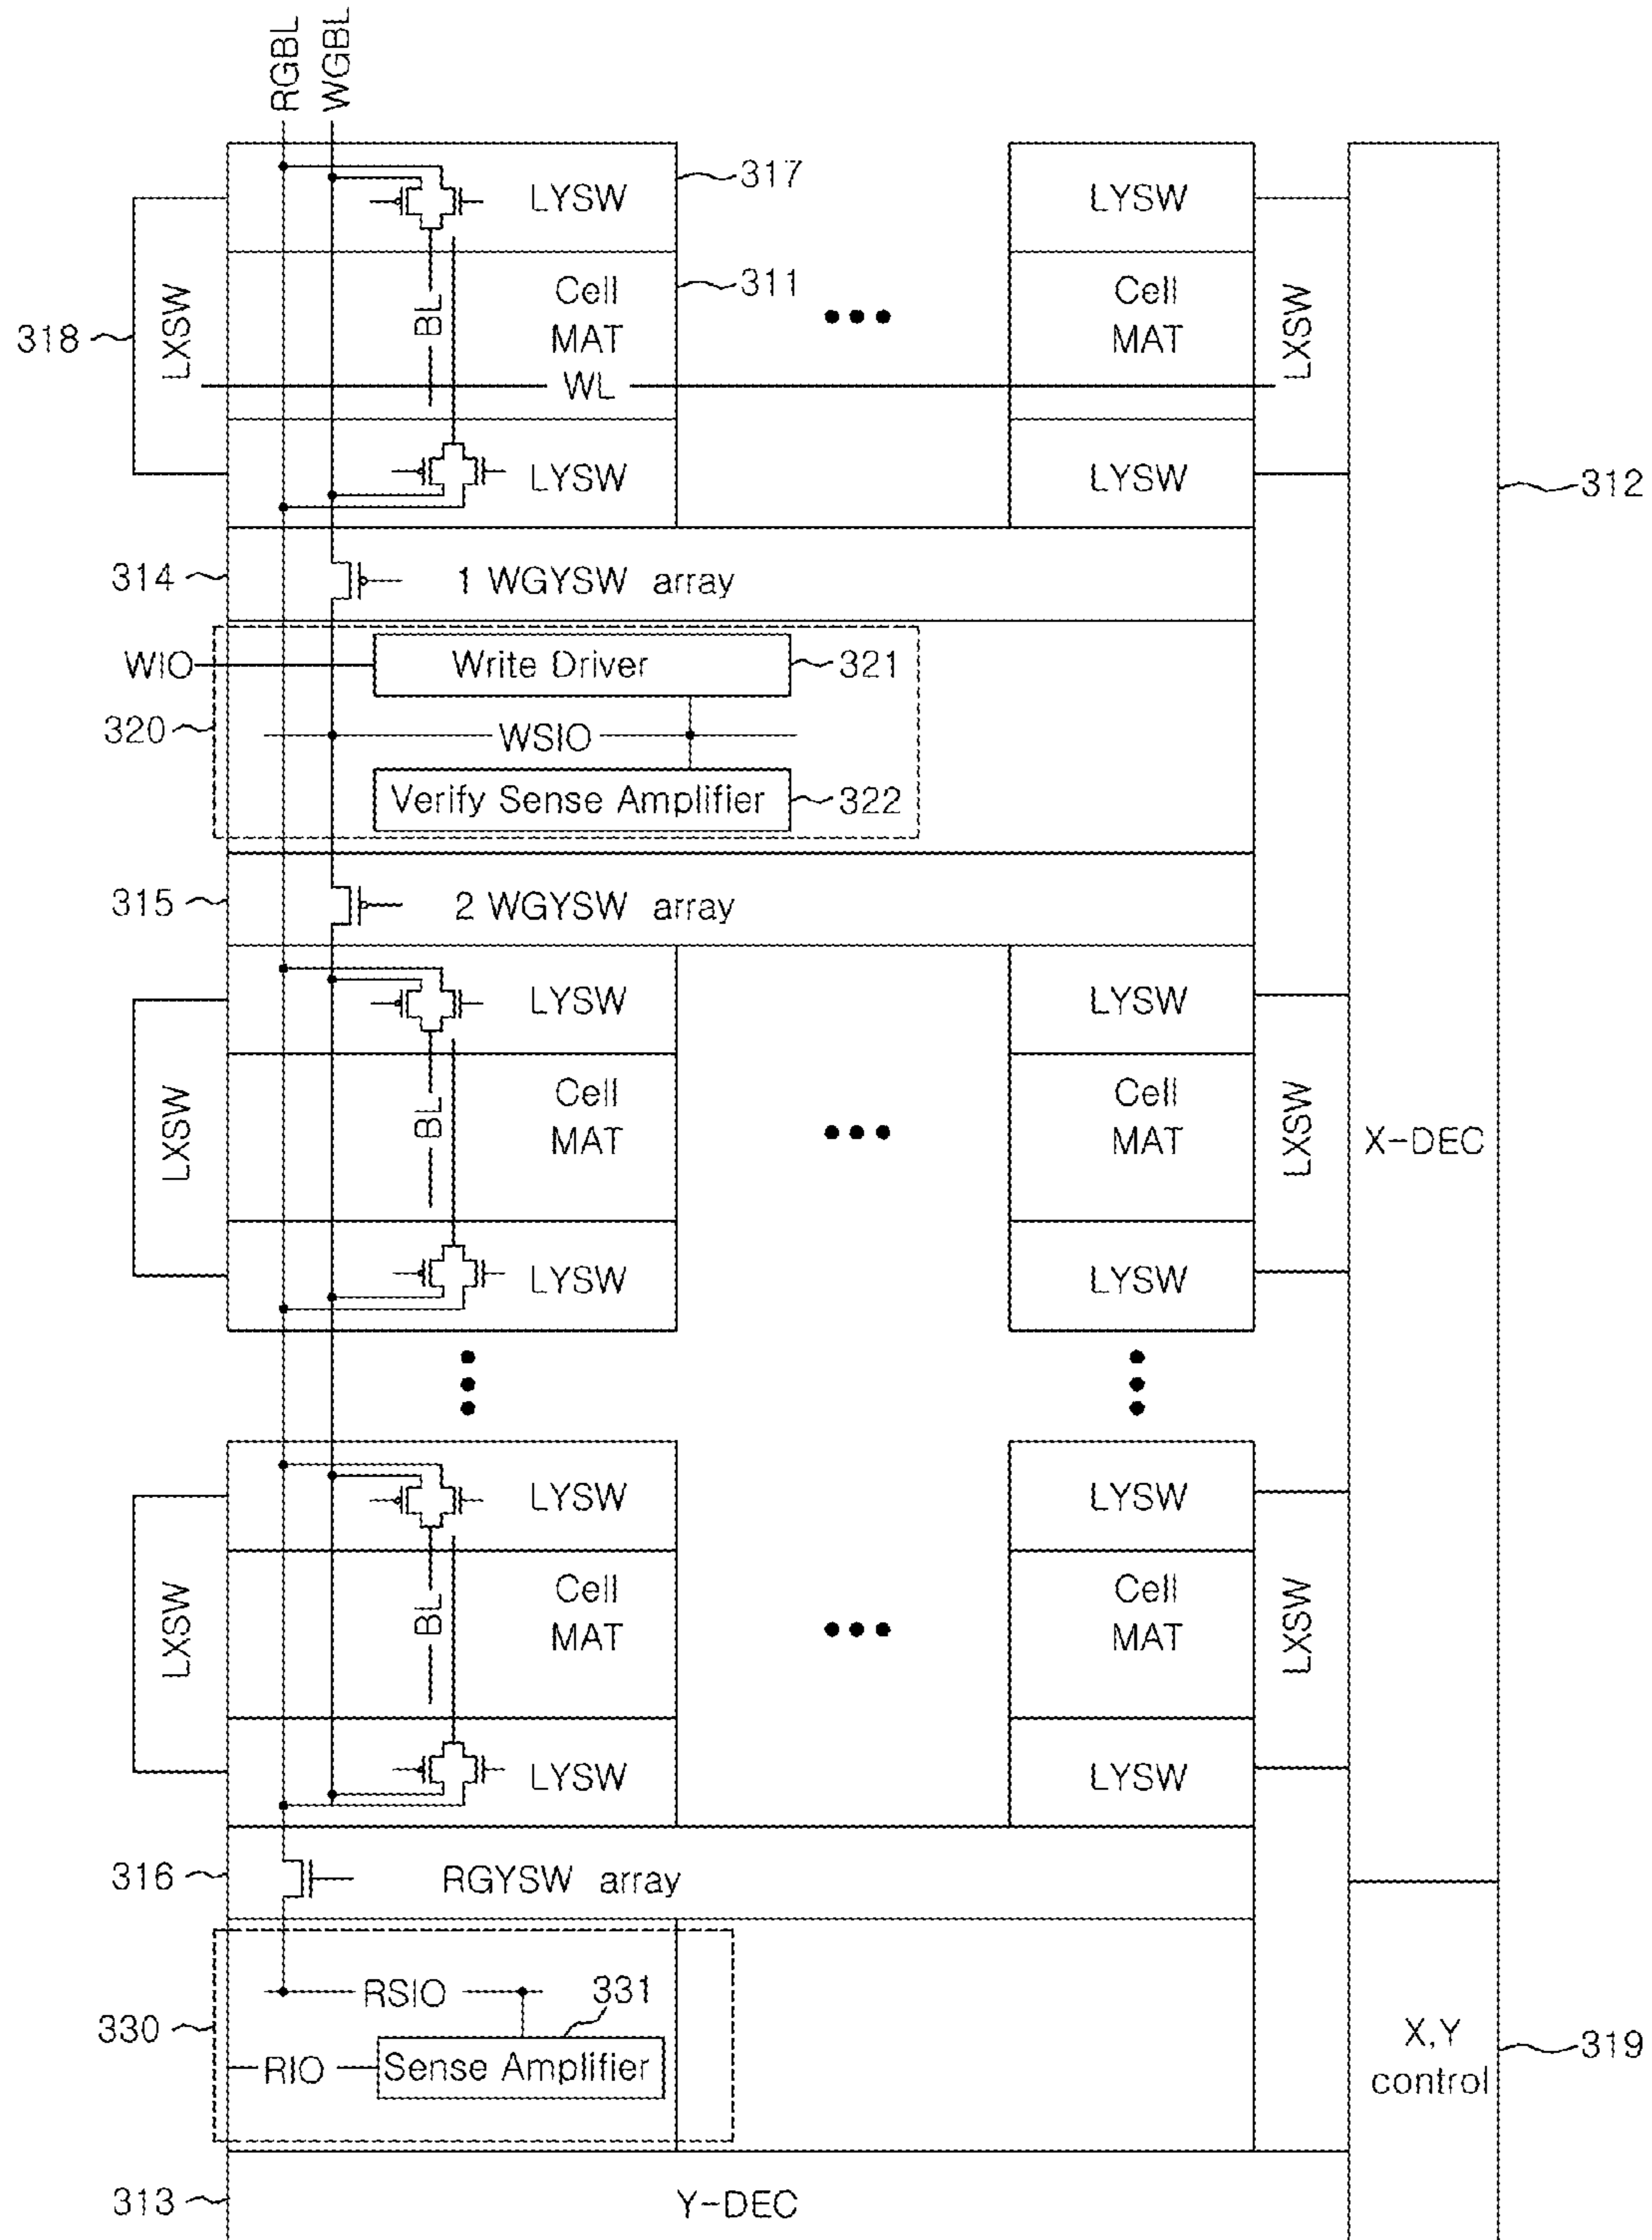 RGBL
WGBL
LYSW
317
LYSW
LXSW
BL
Cell
MAT
311
Cell
MAT
LXSW
318
WL
LYSW
LYSW
312
314
1 WGYSW array
WIO
Write Driver
321
320
WSIO
Verify Sense Amplifier
322
315
2 WGYSW array
LYSW
LYSW
LXSW
BL
Cell
MAT
Cell
MAT
LXSW
X-DEC
LYSW
LYSW
LYSW
LYSW
LXSW
BL
Cell
MAT
Cell
MAT
LXSW
LYSW
LYSW
316
RGYSW array
RSIO
331
330
RIO
Sense Amplifier
X,Y
control
319
313
Y-DEC